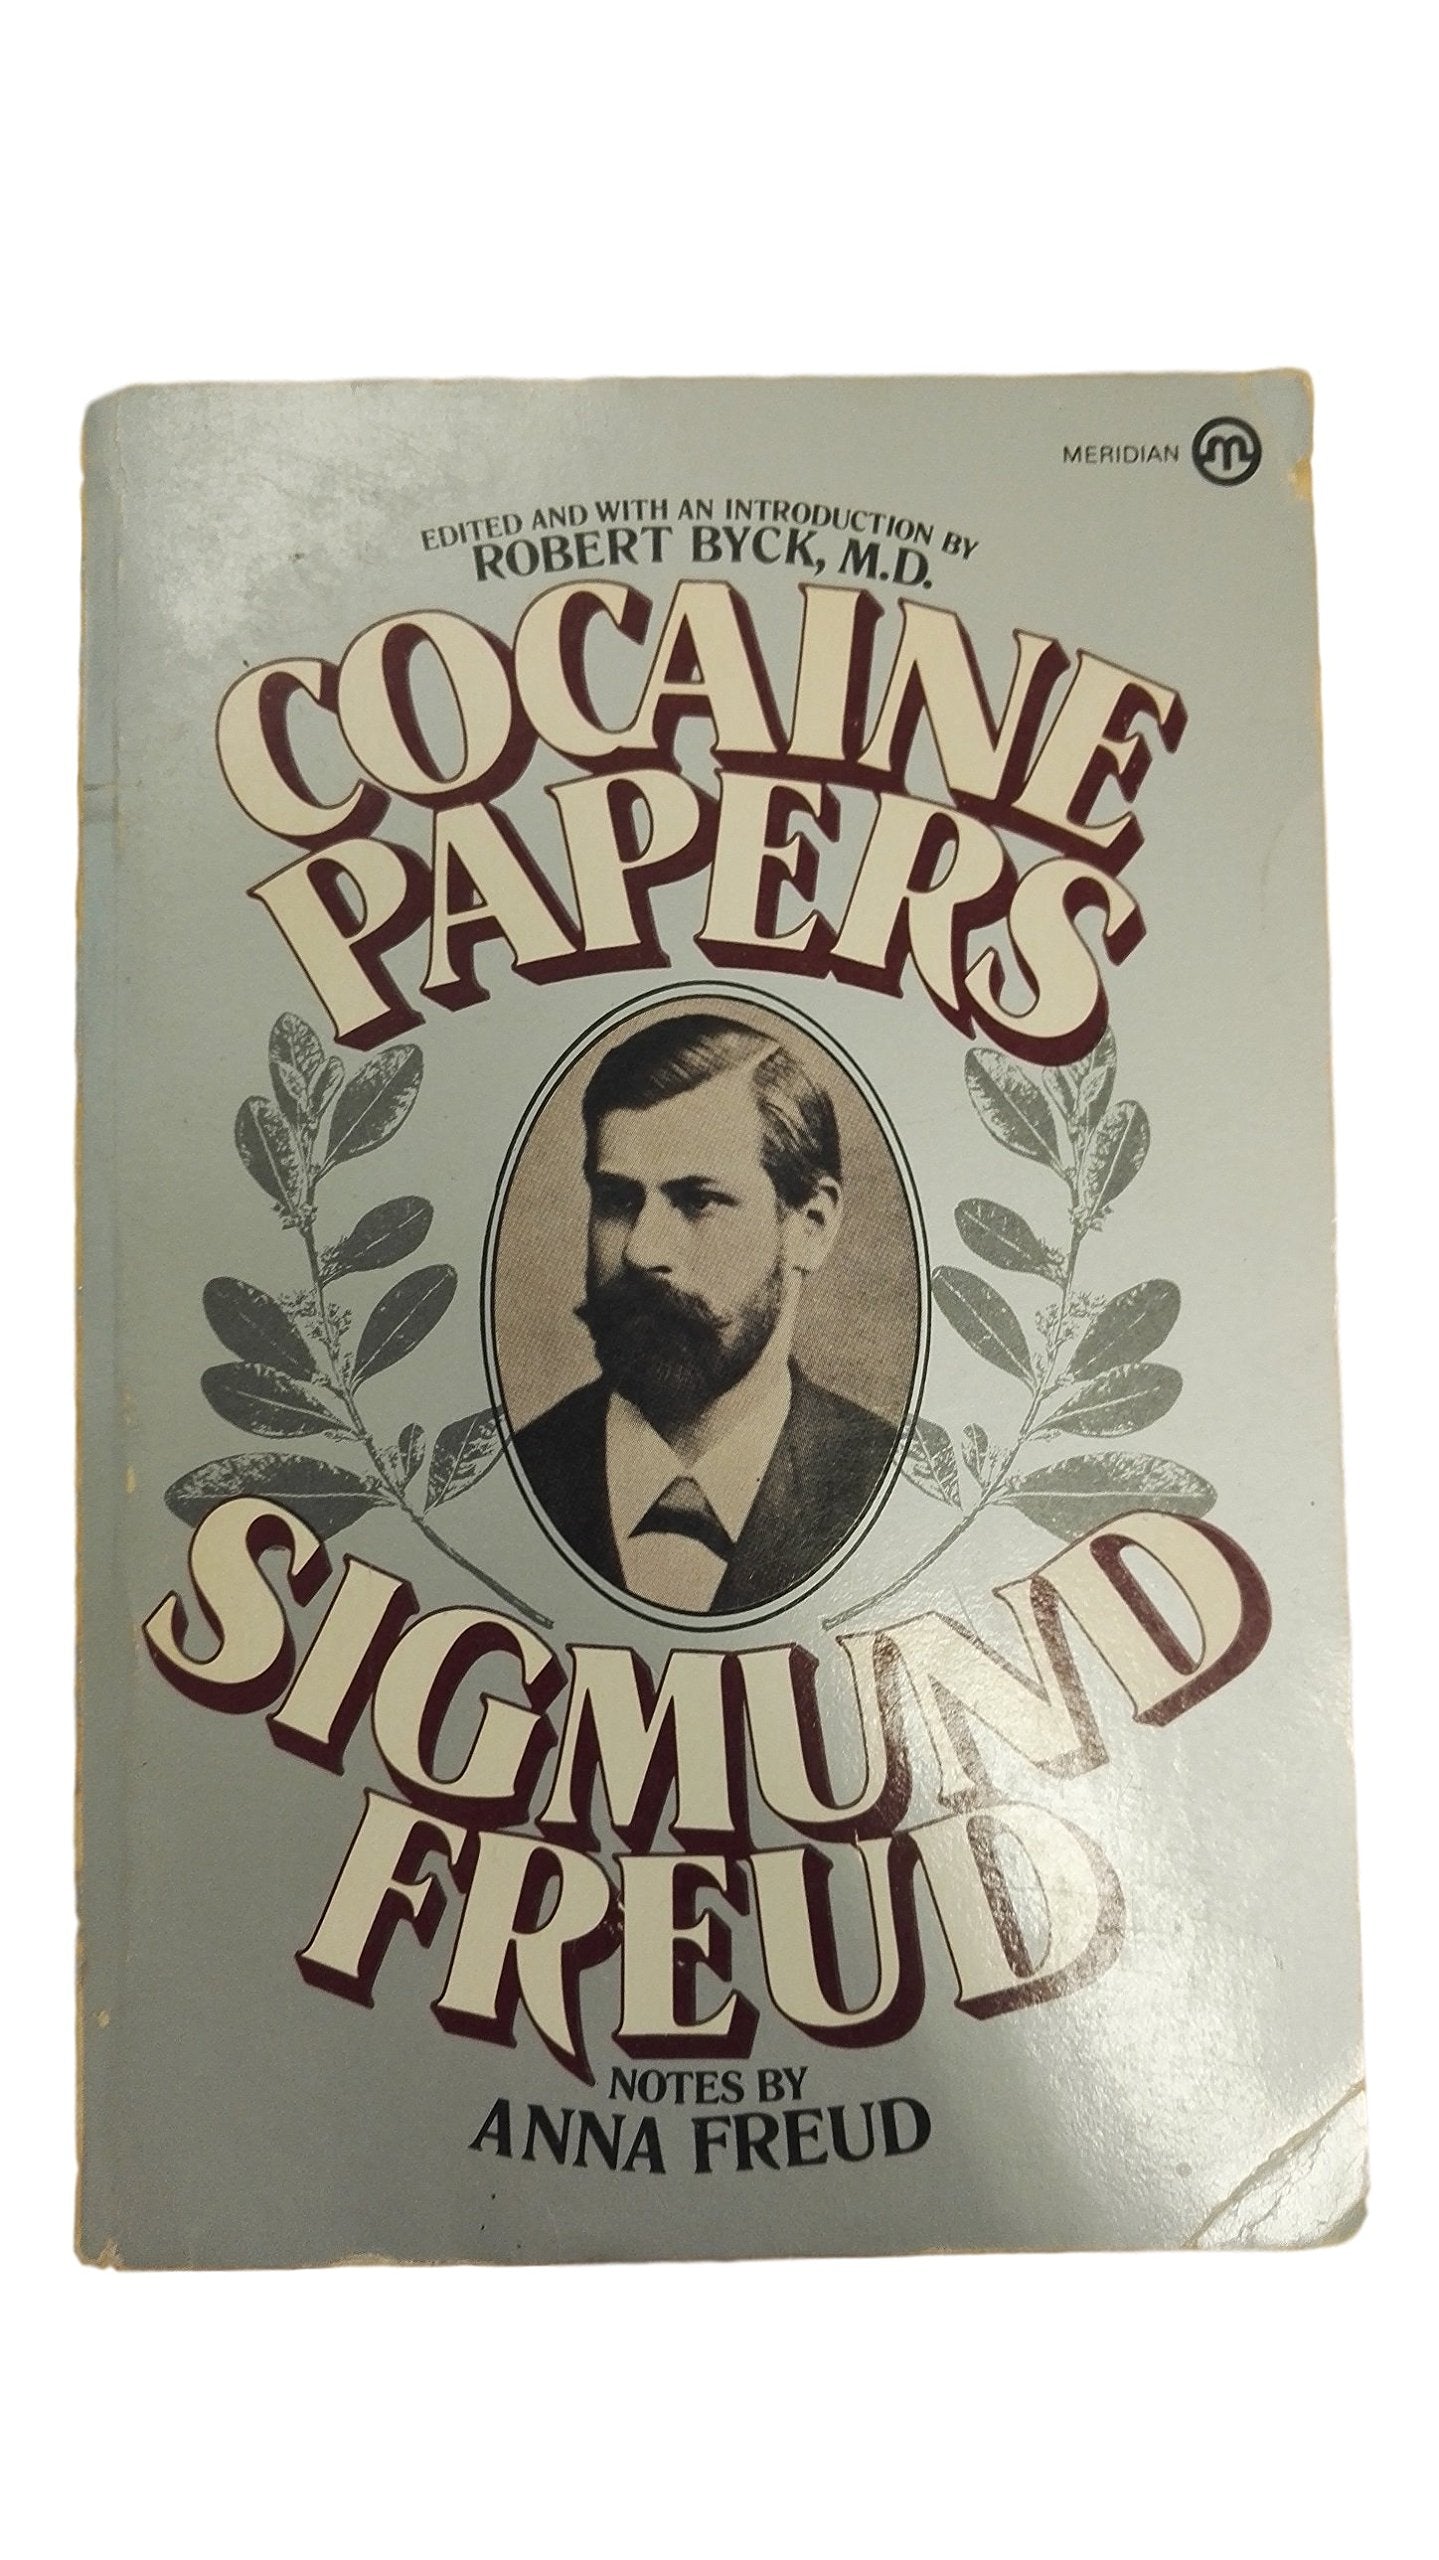 MERIDIAN
EDITED AND WITH AN INTRODUCTION BY
ROBERT BYCK, M.D.
COCAINE
PAPERS
SIGMUND
FREUD
NOTES BY
ANNA FREUD